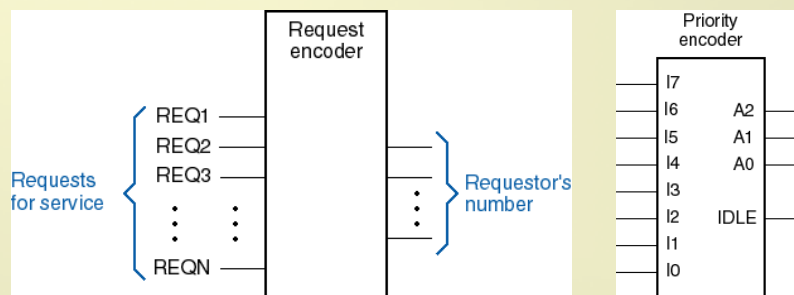 Request
encoder
REQ1
REQ2
REQ3
REQN
Requests
for service
Requestor's
number
Priority
encoder
I7
I6
I5
I4
I3
I2
I1
I0
A2
A1
A0
IDLE